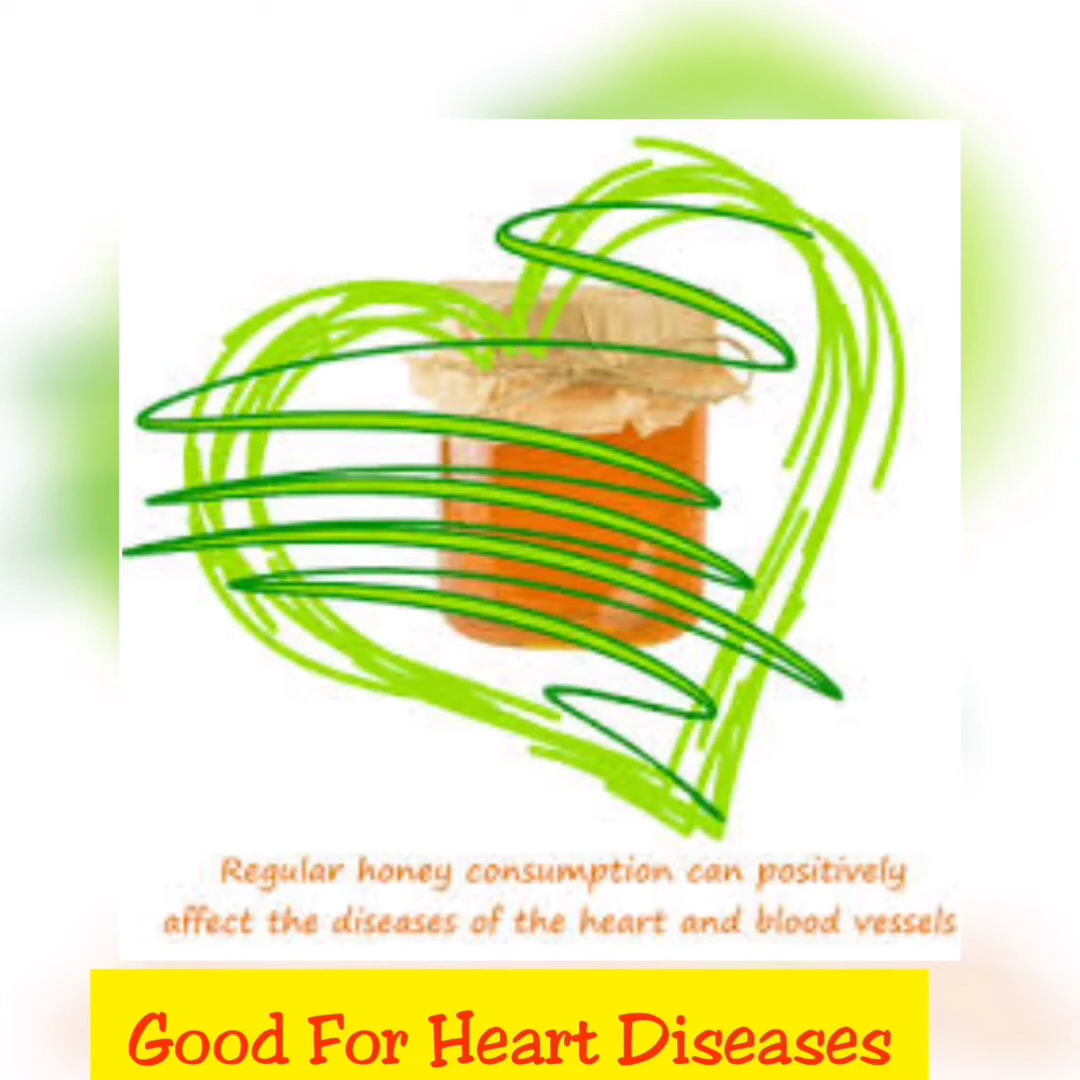 Regular honey consumption can positively
affect the diseases of the heart and blood vessels
Good For Heart Diseases